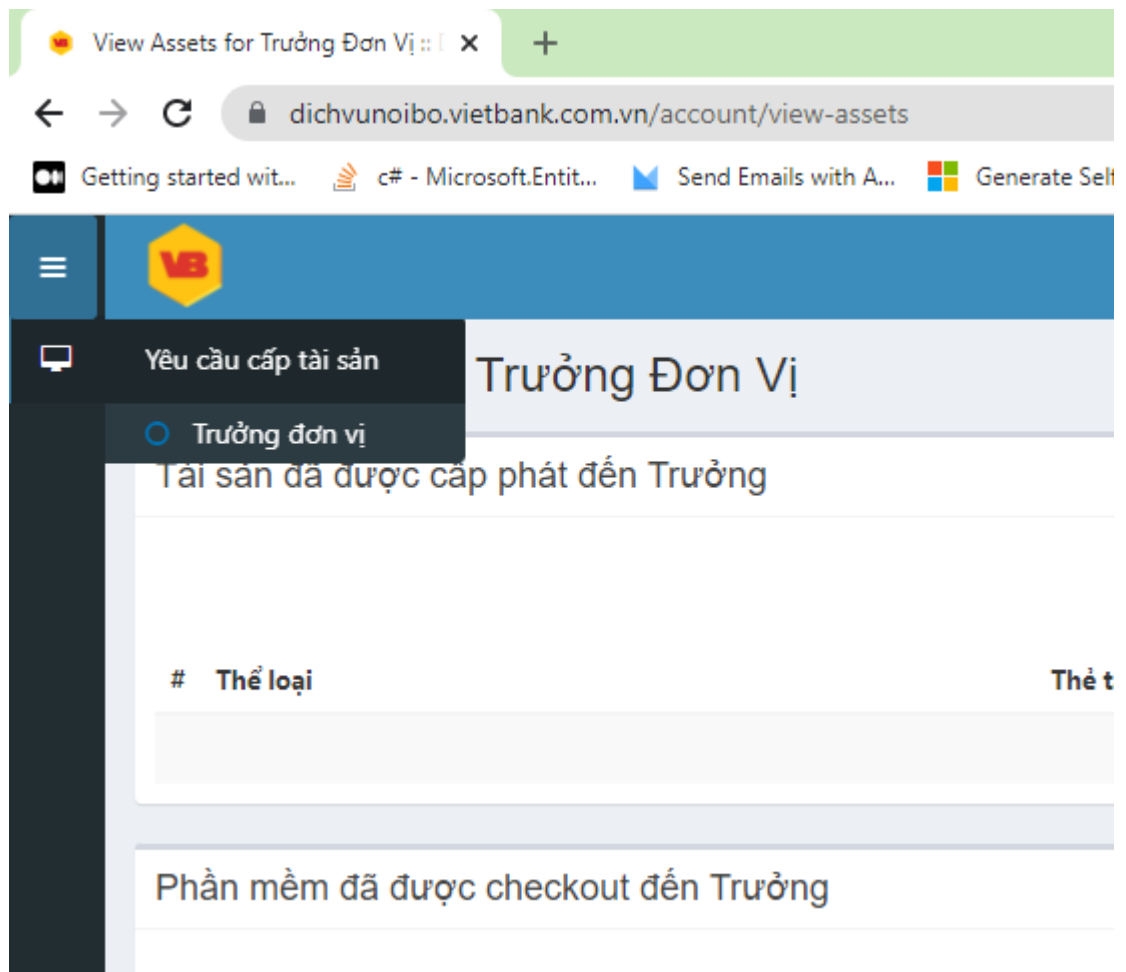 View Assets for Trưởng Đơn Vị ::
dichvunoibo.vietbank.com.vn/account/view-assets
Getting started wit... c# - Microsoft.Entit... Send Emails with A... Generate Self
VB
Yêu cầu cấp tài sản
Trưởng Đơn Vị
Trưởng đơn vị
Tài sản đã được cấp phát đến Trưởng
# Thể loại Thẻ t
Phần mềm đã được checkout đến Trưởng